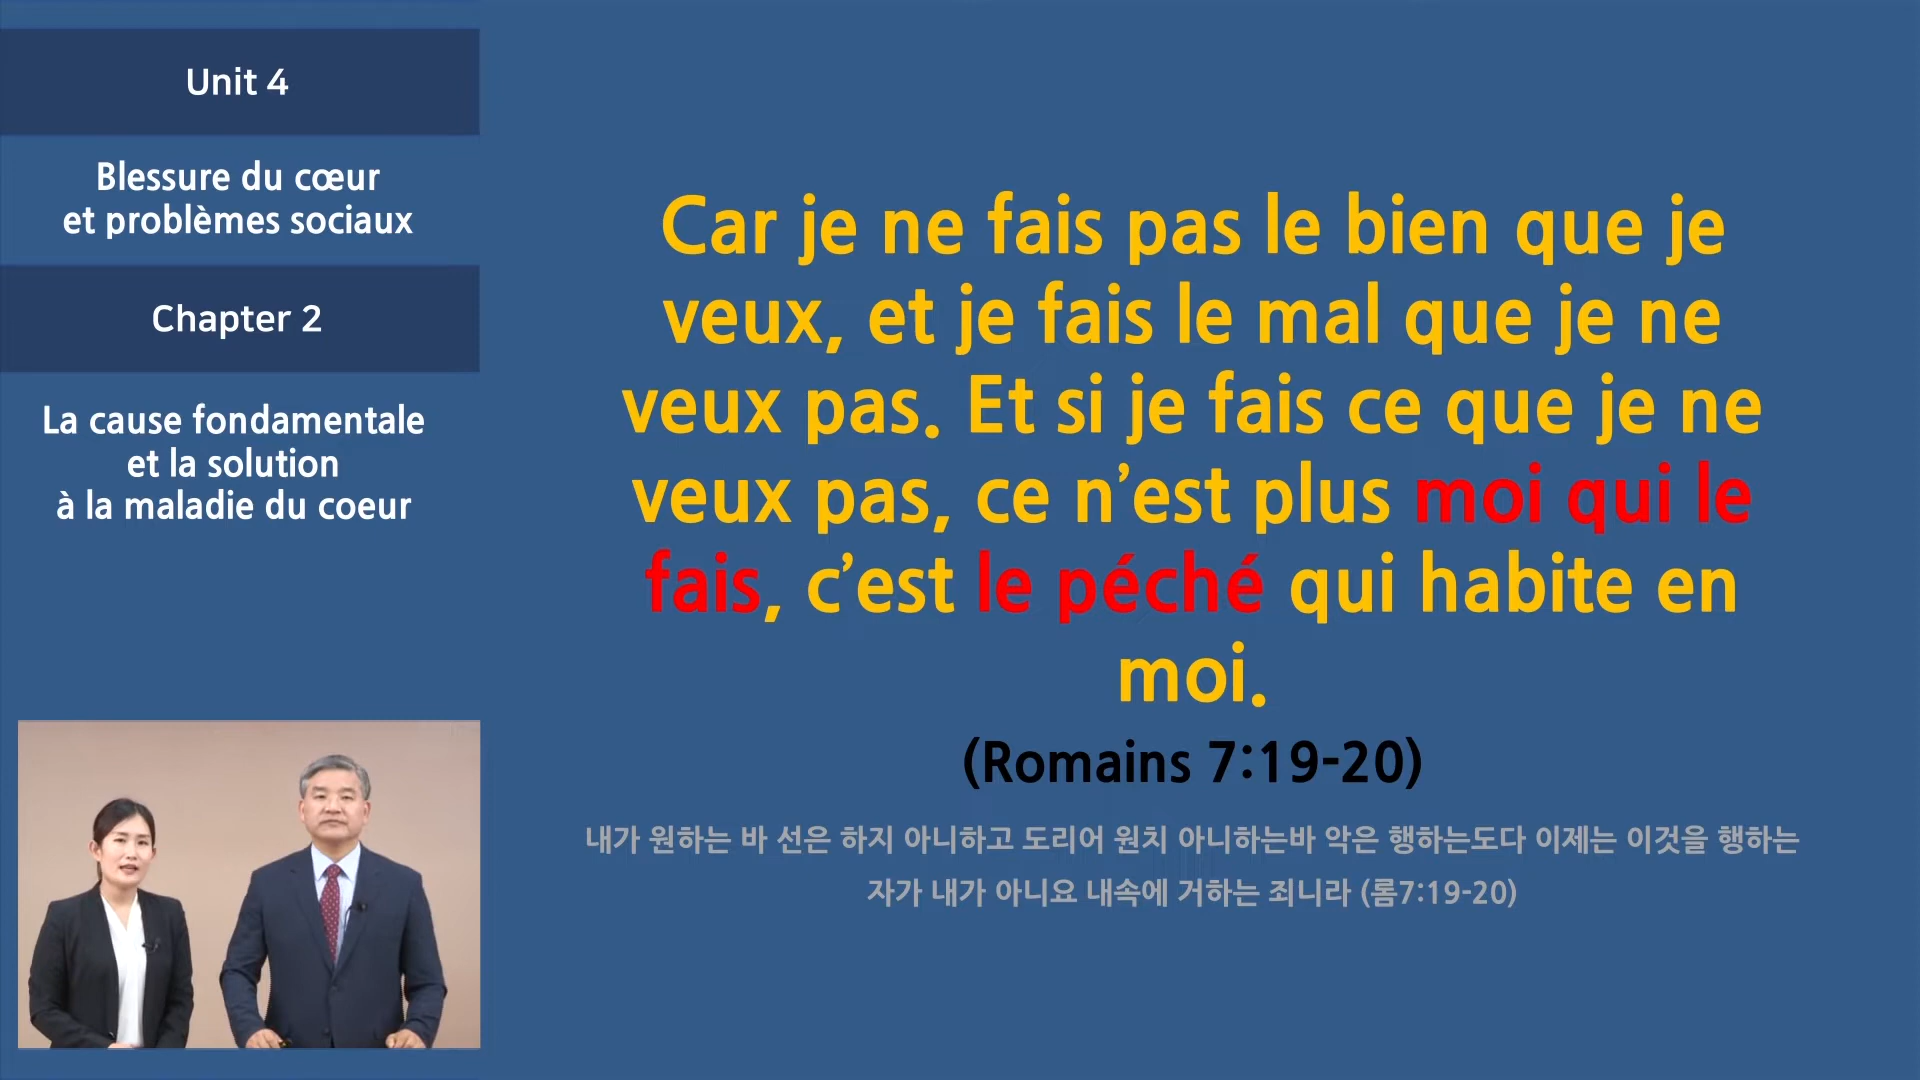 Unit 4
Blessure du cœur
et problèmes sociaux
Chapter 2
La cause fondamentale
et la solution
à la maladie du coeur
Car je ne fais pas le bien que je
veux, et je fais le mal que je ne
veux pas. Et si je fais ce que je ne
veux pas, ce n’est plus moi qui le
fais, c’est le péché qui habite en
moi.
(Romains 7:19-20)
내가 원하는 바 선은 하지 아니하고 도리어 원치 아니하는바 악은 행하는도다 이제는 이것을 행하는
자가 내가 아니요 내속에 거하는 죄니라 (롬7:19-20)